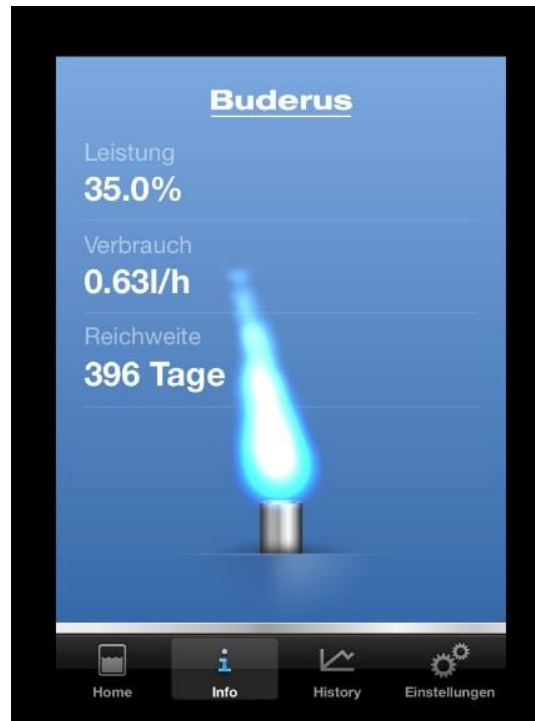 Buderus
Leistung
35.0%
Verbrauch
0.63l/h
Reichweite
396 Tage
Home
Info
History
Einstellungen